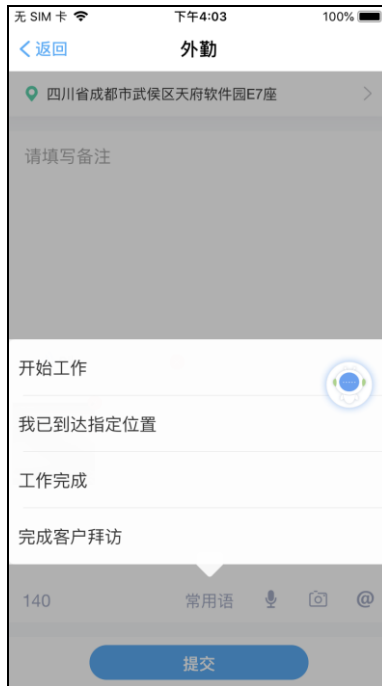 无 SIM 卡 下午4:03 100%
返回 外勤
四川省成都市武侯区天府软件园E7座
请填写备注
开始工作
我已到达指定位置
工作完成
完成客户拜访
140 常用语 @
提交